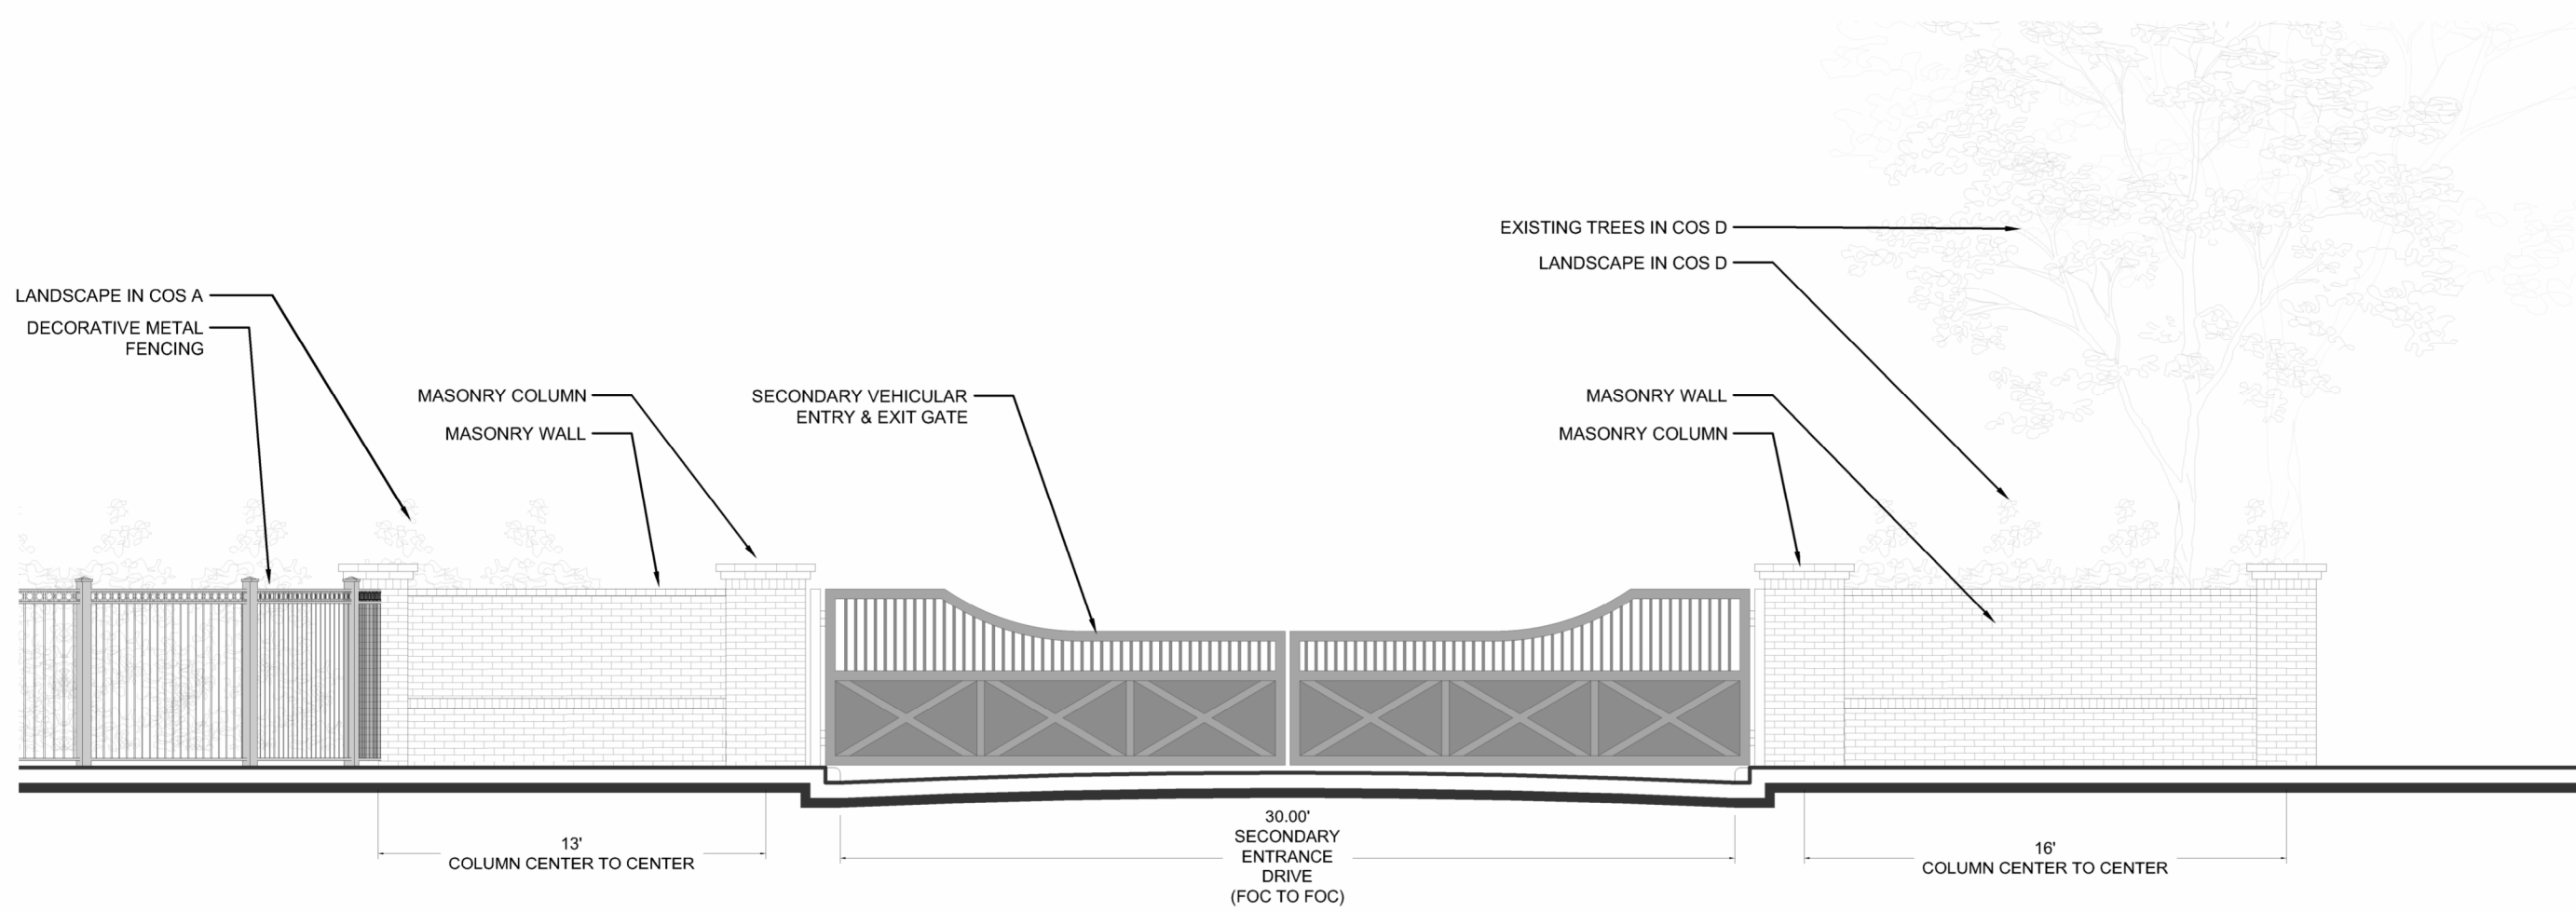 EXISTING TREES IN COS D
LANDSCAPE IN COS D
LANDSCAPE IN COS A
DECORATIVE METAL
FENCING
MASONRY COLUMN
MASONRY WALL
SECONDARY VEHICULAR
ENTRY & EXIT GATE
MASONRY WALL
MASONRY COLUMN
13'
COLUMN CENTER TO CENTER
30.00'
SECONDARY
ENTRANCE
DRIVE
(FOC TO FOC)
16'
COLUMN CENTER TO CENTER